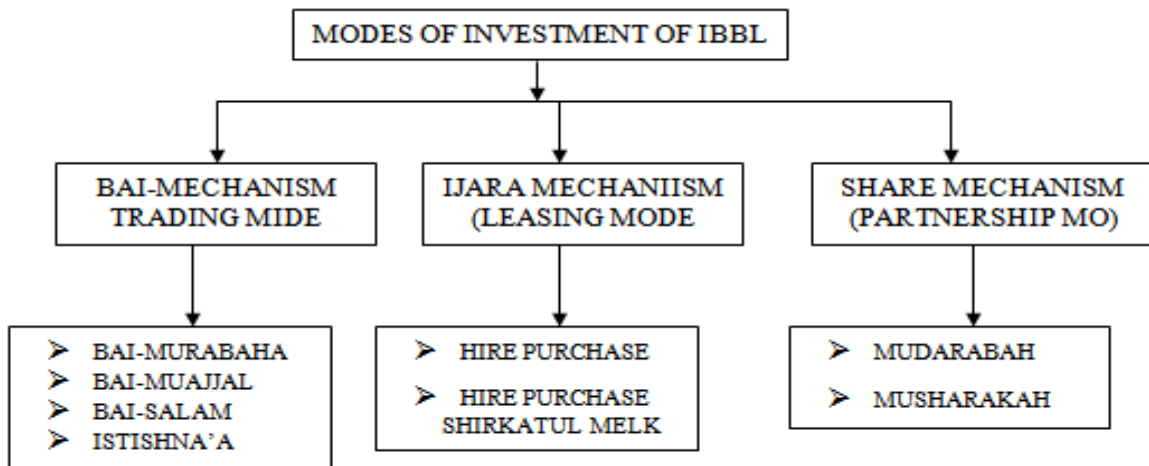 MODES OF INVESTMENT OF IBBL
BAI-MECHANISM
TRADING MIDE
IJARA MECHANIISM
(LEASING MODE
SHARE MECHANISM
(PARTNERSHIP MO)
➤ BAI-MURABAHA
➤ BAI-MUAJJAL
➤ BAI-SALAM
➤ ISTISHNA’A
➤ HIRE PURCHASE
➤ HIRE PURCHASE
SHIRKATUL MELK
➤ MUDARABAH
➤ MUSHARAKAH